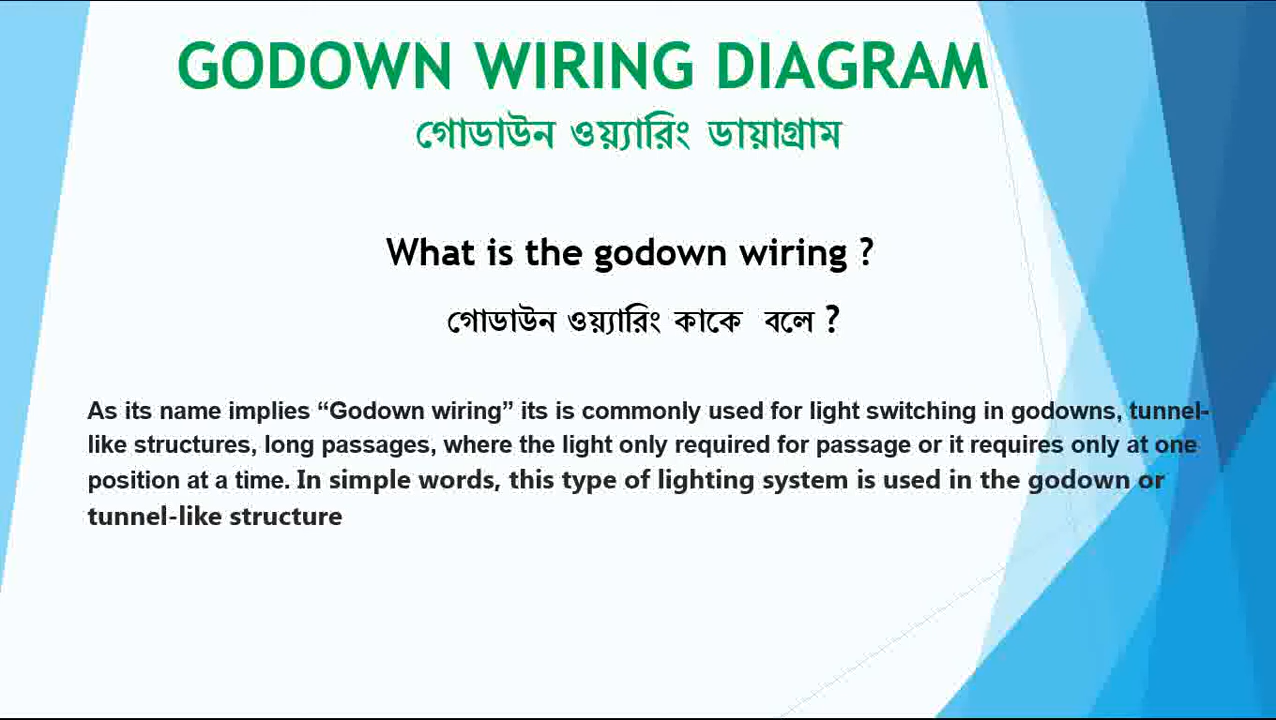 GODOWN WIRING DIAGRAM
গোডাউন ওয়্যারিং ডায়াগ্রাম
What is the godown wiring ?
গোডাউন ওয়্যারিং কাকে বলে ?
As its name implies “Godown wiring” its is commonly used for light switching in godowns, tunnel-
like structures, long passages, where the light only required for passage or it requires only at one
position at a time. In simple words, this type of lighting system is used in the godown or
tunnel-like structure